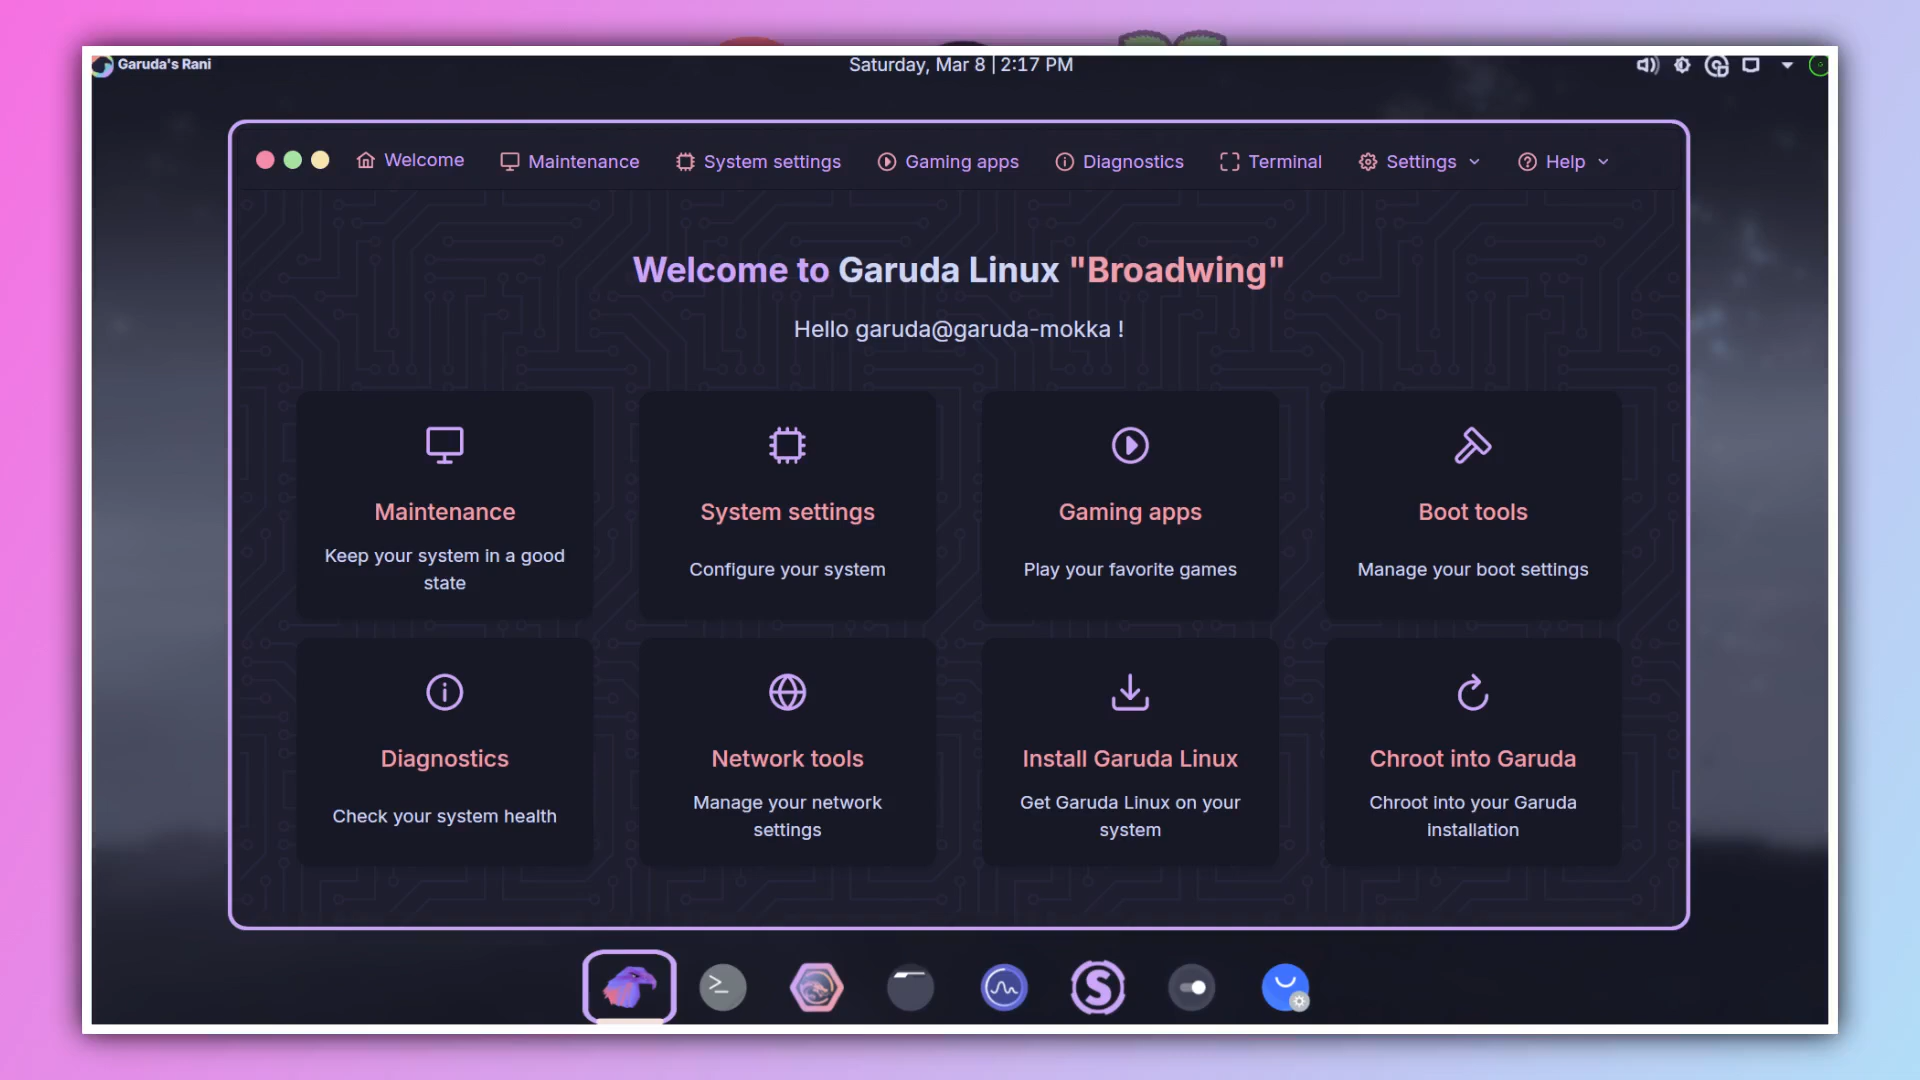 Garuda's Rani
Saturday, Mar 8 | 2:17 PM
Welcome
Maintenance
System settings
Gaming apps
Diagnostics
Terminal
Settings
Help
Welcome to Garuda Linux "Broadwing"
Hello garuda@garuda-mokka !
Maintenance
Keep your system in a good
state
System settings
Configure your system
Gaming apps
Play your favorite games
Boot tools
Manage your boot settings
Diagnostics
Check your system health
Network tools
Manage your network
settings
Install Garuda Linux
Get Garuda Linux on your
system
Chroot into Garuda
Chroot into your Garuda
installation